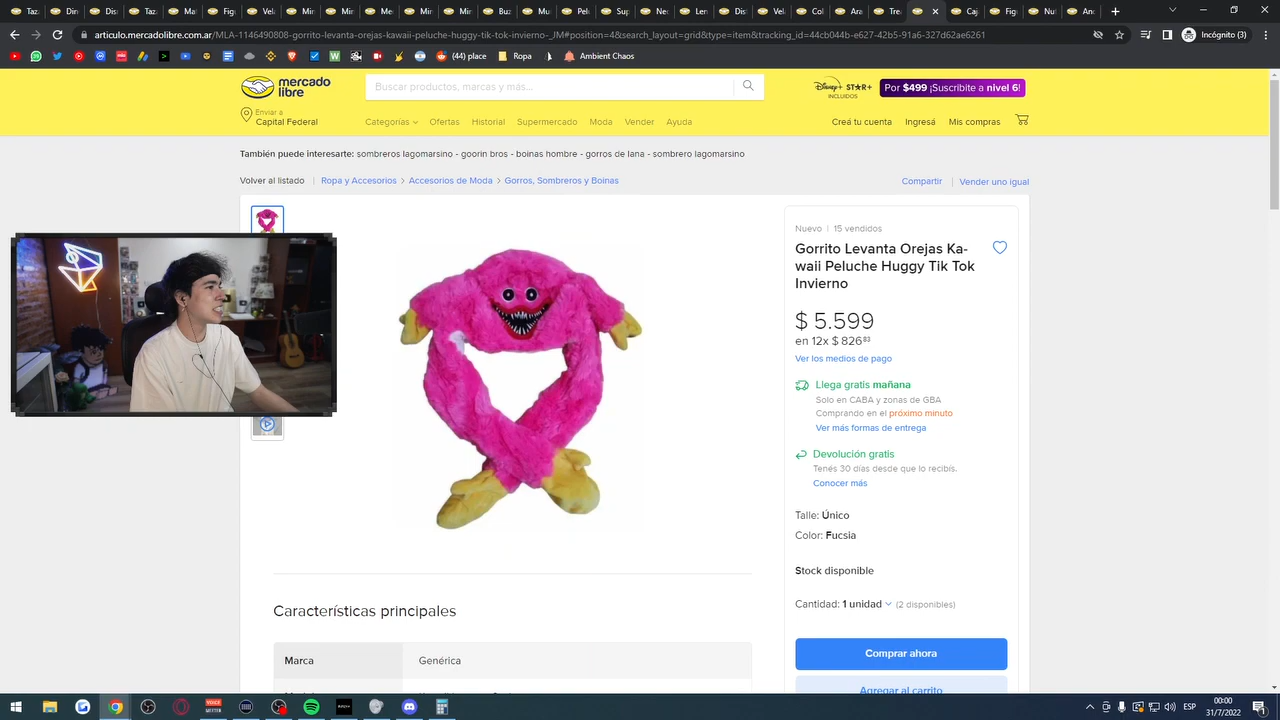 articulo.mercadolibre.com.ar/MLA-1146490808-gorrito-levanta-orejas-kawaii-peluche-huggy-tik-tok-invierno-_JM#position=4&search_layout=grid&type=item&tracking_id=44cb044b-e627-42b5-91a6-327d62ae6261
Incógnito (3)
(44) place
Ropa
Ambient Chaos
mercado
libre
Buscar productos, marcas y más...
Disney+ STAR+
INCLUIDOS
Por $499 ¡Suscribite a nivel 6!
Enviar a
Capital Federal
Categorías
Ofertas
Historial
Supermercado
Moda
Vender
Ayuda
Creá tu cuenta
Ingresá
Mis compras
También puede interesarte: sombreros lagomarsino - goorin bros - boinas hombre - gorros de lana - sombrero lagomarsino
Volver al listado | Ropa y Accesorios > Accesorios de Moda > Gorros, Sombreros y Boinas
Compartir | Vender uno igual
Nuevo | 15 vendidos
Gorrito Levanta Orejas Ka-
waii Peluche Huggy Tik Tok
Invierno
$ 5.599
en 12x $ 826 83
Ver los medios de pago
Llega gratis mañana
Solo en CABA y zonas de GBA
Comprando en el próximo minuto
Ver más formas de entrega
Devolución gratis
Tenés 30 días desde que lo recibís.
Conocer más
Talle: Único
Color: Fucsia
Stock disponible
Cantidad: 1 unidad (2 disponibles)
Comprar ahora
Agregar al carrito
Características principales
Marca
Genérica
ESP
00:00
31/7/2022